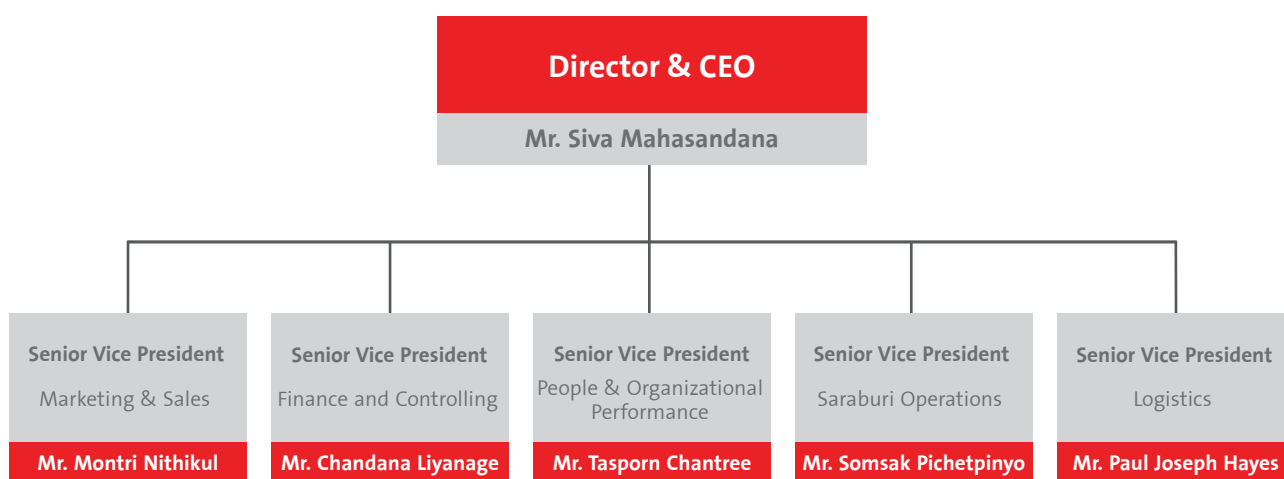 Director & CEO
Mr. Siva Mahasandana
Senior Vice President
Marketing & Sales
Mr. Montri Nithikul
Senior Vice President
Finance and Controlling
Mr. Chandana Liyanage
Senior Vice President
People & Organizational
Performance
Mr. Tasporn Chantree
Senior Vice President
Saraburi Operations
Mr. Somsak Pichetpinyo
Senior Vice President
Logistics
Mr. Paul Joseph Hayes